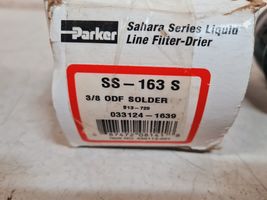 Parker
Sahara Series Liquid
Line Filter-Drier
SS-163 S
3/8 ODF SOLDER
033124-1639